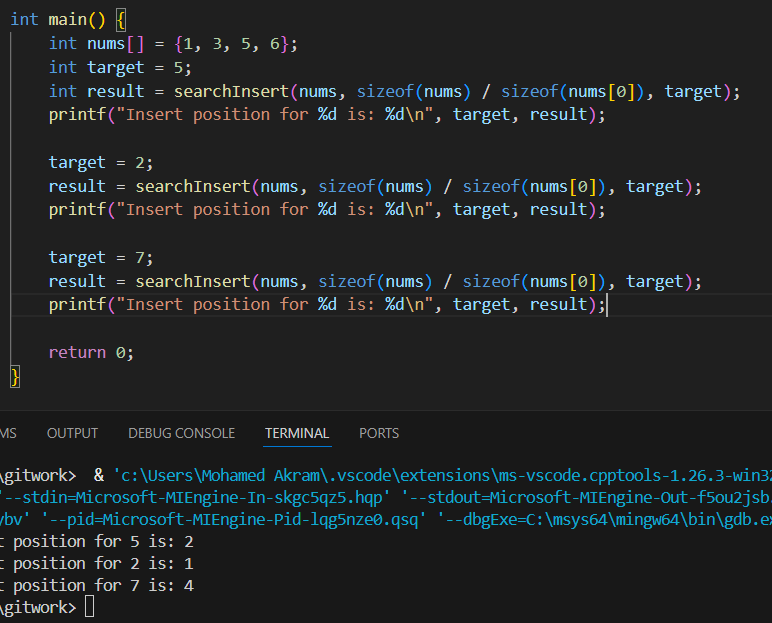 int main() {
    int nums[] = {1, 3, 5, 6};
    int target = 5;
    int result = searchInsert(nums, sizeof(nums) / sizeof(nums[0]), target);
    printf("Insert position for %d is: %d\n", target, result);
    target = 2;
    result = searchInsert(nums, sizeof(nums) / sizeof(nums[0]), target);
    printf("Insert position for %d is: %d\n", target, result);
    target = 7;
    result = searchInsert(nums, sizeof(nums) / sizeof(nums[0]), target);
    printf("Insert position for %d is: %d\n", target, result);
    return 0;
}
MS OUTPUT DEBUG CONSOLE TERMINAL PORTS
\gitwork> & 'c:\Users\Mohamed Akram\.vscode\extensions\ms-vscode.cpptools-1.26.3-win32
'--stdin=Microsoft-MIEngine-In-skgc5qz5.hqp' '--stdout=Microsoft-MIEngine-Out-f5ou2jsb.
ybv' '--pid=Microsoft-MIEngine-Pid-lqg5nze0.qsq' '--dbgExe=C:\msys64\mingw64\bin\gdb.ex
t position for 5 is: 2
t position for 2 is: 1
t position for 7 is: 4
\gitwork>